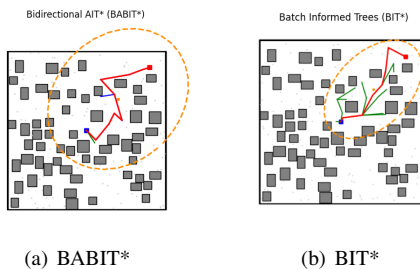 Bidirectional AIT* (BABIT*)
Batch Informed Trees (BIT*)
(a) BABIT*
(b) BIT*